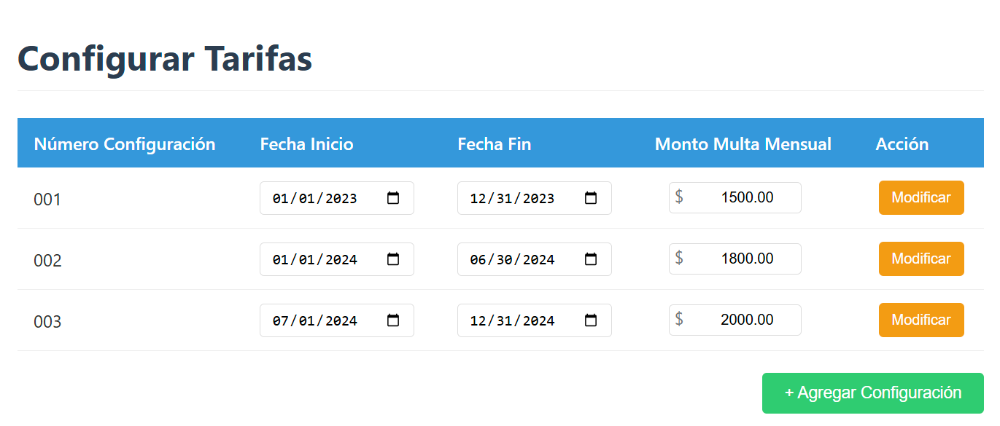 Configurar Tarifas
Número Configuración Fecha Inicio Fecha Fin Monto Multa Mensual Acción
001 01/01/2023 12/31/2023 $ 1500.00 Modificar
002 01/01/2024 06/30/2024 $ 1800.00 Modificar
003 07/01/2024 12/31/2024 $ 2000.00 Modificar
+ Agregar Configuración